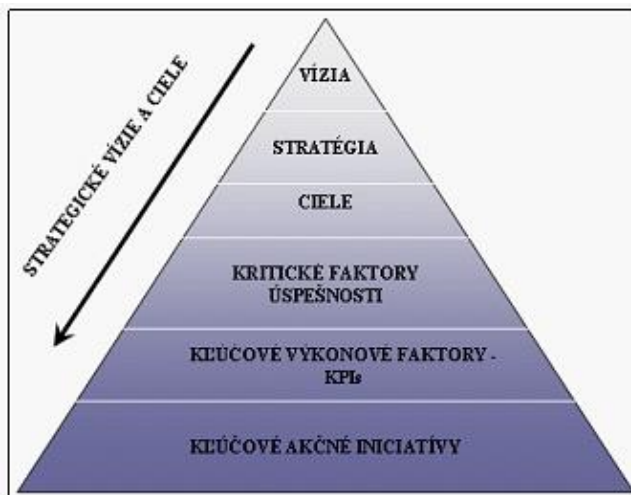 STRATEGICKÉ VÍZIE A CIELE
VÍZIA
STRATÉGIA
CIELE
KRITICKÉ FAKTORY
ÚSPEŠNOSTI
KĽÚČOVÉ VÝKONOVÉ FAKTORY -
KPIs
KĽÚČOVÉ AKČNÉ INICIATÍVY